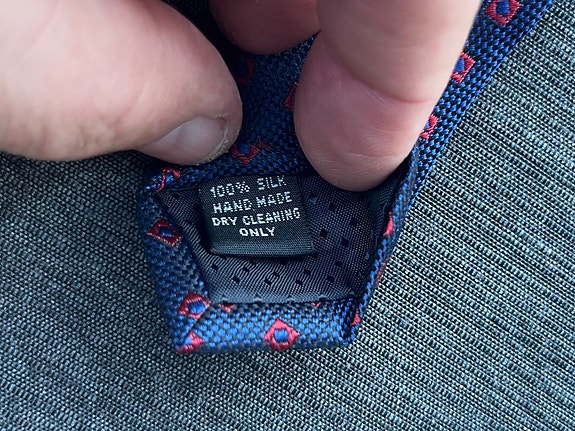 100% SILK
HAND MADE
DRY CLEANING
ONLY